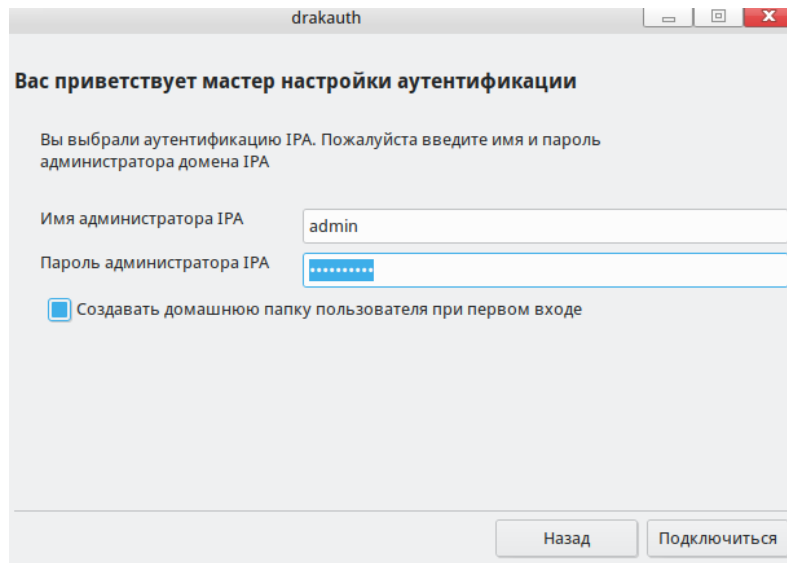 drakauth
Вас приветствует мастер настройки аутентификации
Вы выбрали аутентификацию IPA. Пожалуйста введите имя и пароль
администратора домена IPA
Имя администратора IPA
admin
Пароль администратора IPA
••••••••••
Создавать домашнюю папку пользователя при первом входе
Назад
Подключиться